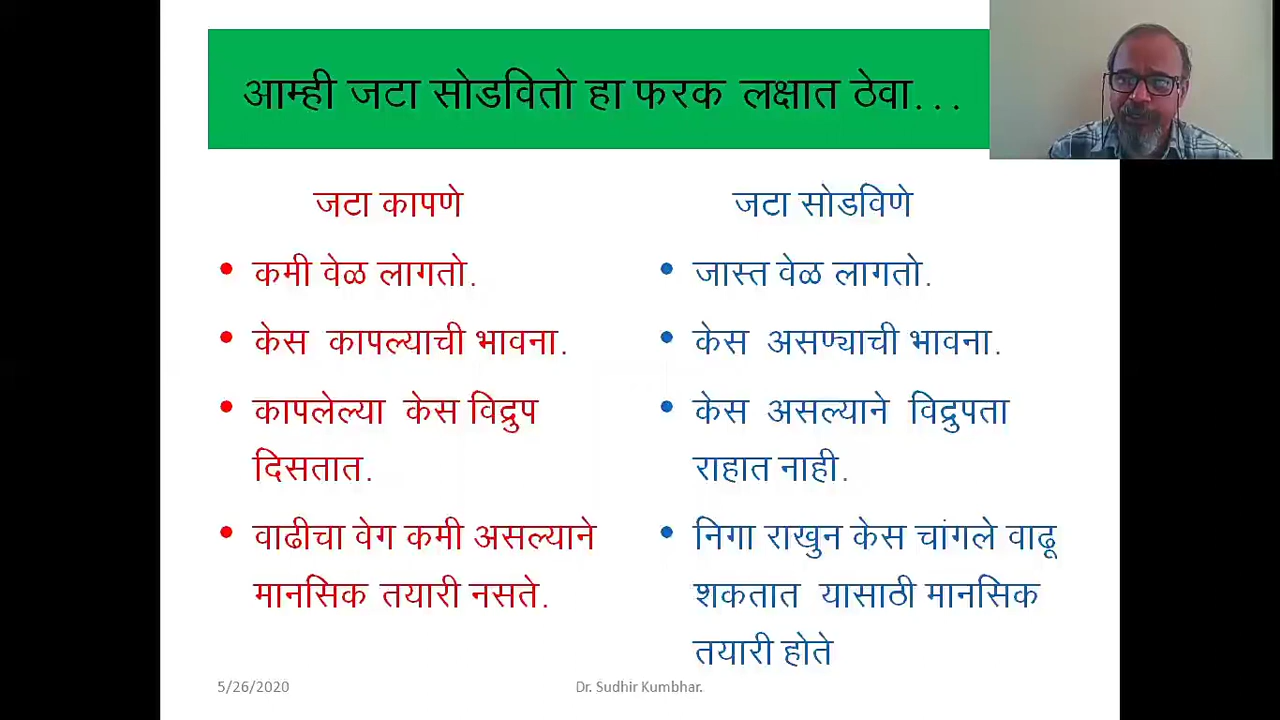 आम्ही जटा सोडवितो हा फरक लक्षात ठेवा...
जटा कापणे
• कमी वेळ लागतो.
• केस कापल्याची भावना.
• कापलेल्या केस विद्रुप
दिसतात.
• वाढीचा वेग कमी असल्याने
मानसिक तयारी नसते.
जटा सोडविणे
• जास्त वेळ लागतो.
• केस असण्याची भावना.
• केस असल्याने विद्रुपता
राहात नाही.
• निगा राखुन केस चांगले वाढू
शकतात यासाठी मानसिक
तयारी होते
5/26/2020
Dr. Sudhir Kumbhar.